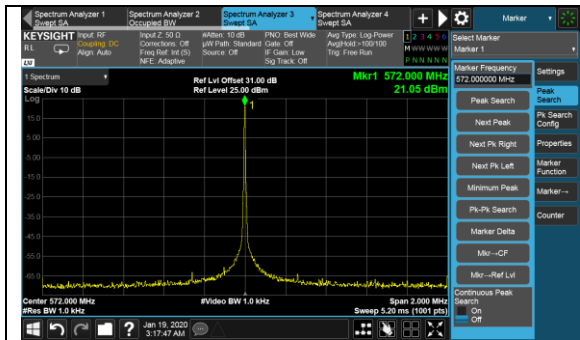 Spectrum Analyzer 1
Swept SA
Spectrum Analyzer 2
Occupied BW
Spectrum Analyzer 3
Swept SA
Spectrum Analyzer 4
Swept SA
+
Marker
KEYSIGHT
RL
Input: RF
Coupling: DC
Align: Auto
Input Z: 50 Ω
Corrections: Off
Freq Ref: Int (S)
NFE: Adaptive
#Atten: 10 dB
µW Path: Standard
Source: Off
PNO: Best Wide
Gate: Off
IF Gain: Low
Sig Track: Off
Avg Type: Log-Power
Avg|Hold:>100/100
Trig: Free Run
1 2 3 4 5 6
M W W W W W
P N N N N N
LW
Select Marker
Marker 1
1 Spectrum
Scale/Div 10 dB
Log
Ref Lvl Offset 31.00 dB
Ref Level 25.00 dBm
Mkr1 572.000 MHz
21.05 dBm
1
15.0
5.00
-5.00
-15.0
-25.0
-35.0
-45.0
-55.0
-65.0
Center 572.000 MHz
#Res BW 1.0 kHz
#Video BW 1.0 kHz
Span 2.000 MHz
Sweep 5.20 ms (1001 pts)
Marker Frequency
572.000000 MHz
Peak Search
Next Peak
Next Pk Right
Next Pk Left
Minimum Peak
Pk-Pk Search
Marker Delta
Mkr→CF
Mkr→Ref Lvl
Continuous Peak
Search
On
Off
Settings
Peak
Search
Pk Search
Config
Properties
Marker
Function
Marker→
Counter
?
Jan 19, 2020
3:17:47 AM